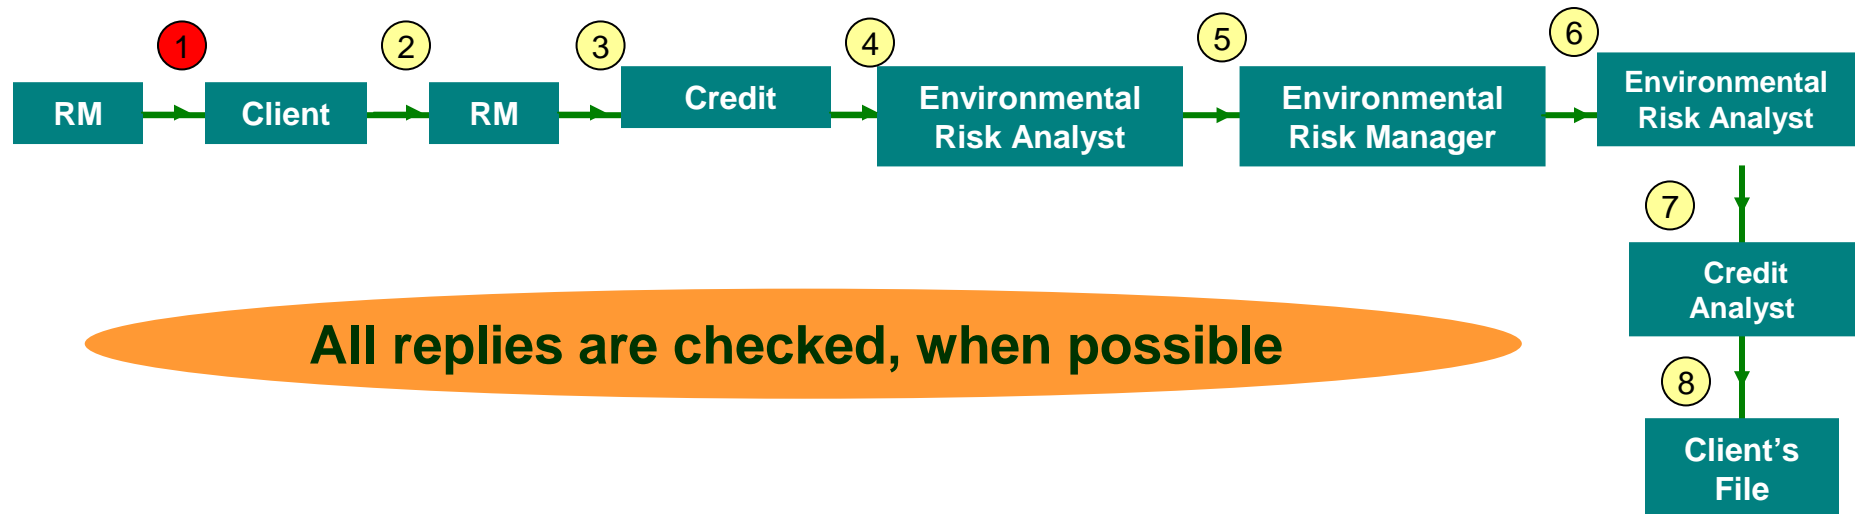 1
2
3
4
5
6
RM
Client
RM
Credit
Environmental
Risk Analyst
Environmental
Risk Manager
Environmental
Risk Analyst
7
Credit
Analyst
All replies are checked, when possible
8
Client’s
File